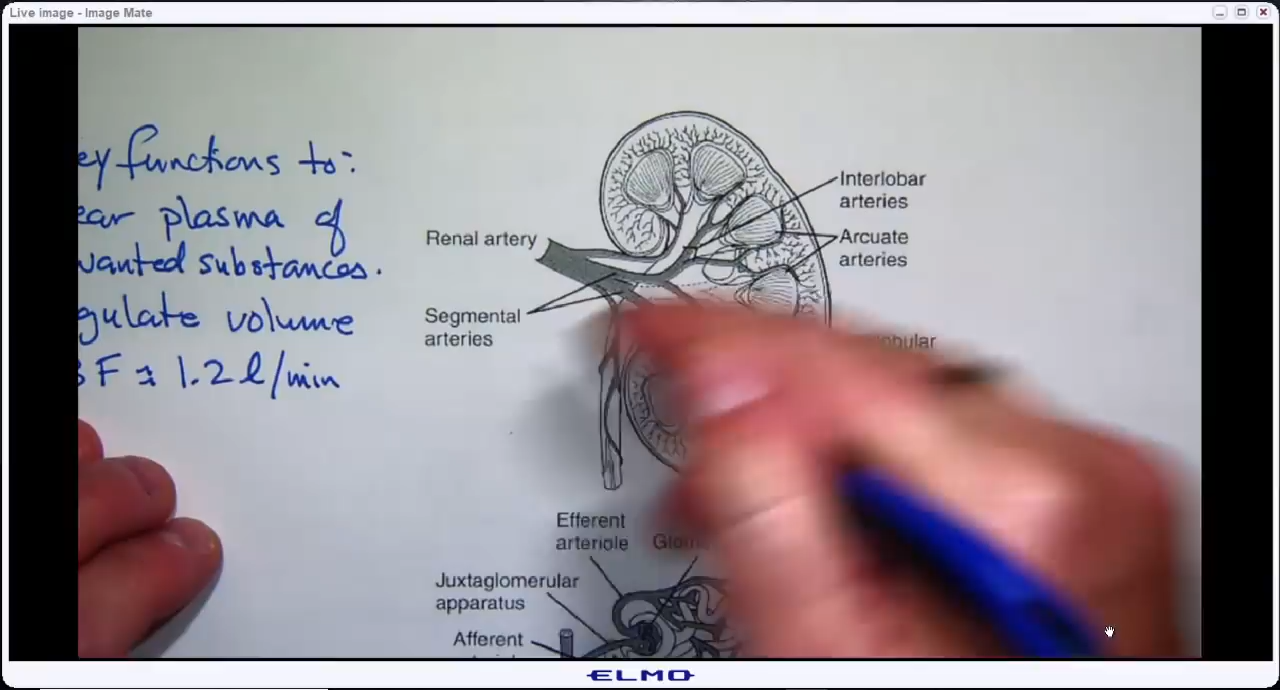 Live image - Image Mate
ey functions to:
ear plasma of
wanted substances.
gulate volume
F ≈ 1.2 l/min
Interlobar
arteries
Renal artery
Arcuate
arteries
Segmental
arteries
Efferent
arteriole
Juxtaglomerular
apparatus
Afferent
ELMO